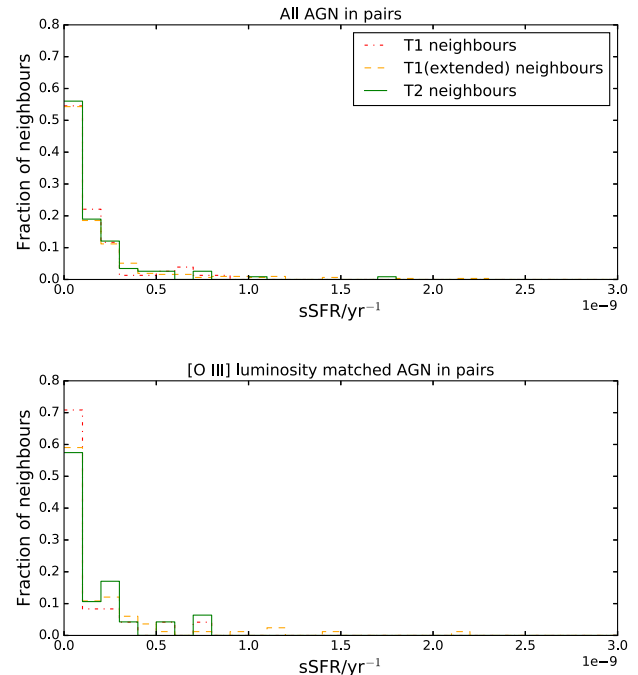 All AGN in pairs
0.8
0.7
0.6
0.5
0.4
0.3
0.2
0.1
0.0
Fraction of neighbours
T1 neighbours
T1(extended) neighbours
T2 neighbours
0.0 0.5 1.0 1.5 2.0 2.5 3.0
sSFR/yr⁻¹
1e−9
[O III] luminosity matched AGN in pairs
0.8
0.7
0.6
0.5
0.4
0.3
0.2
0.1
0.0
Fraction of neighbours
0.0 0.5 1.0 1.5 2.0 2.5 3.0
sSFR/yr⁻¹
1e−9